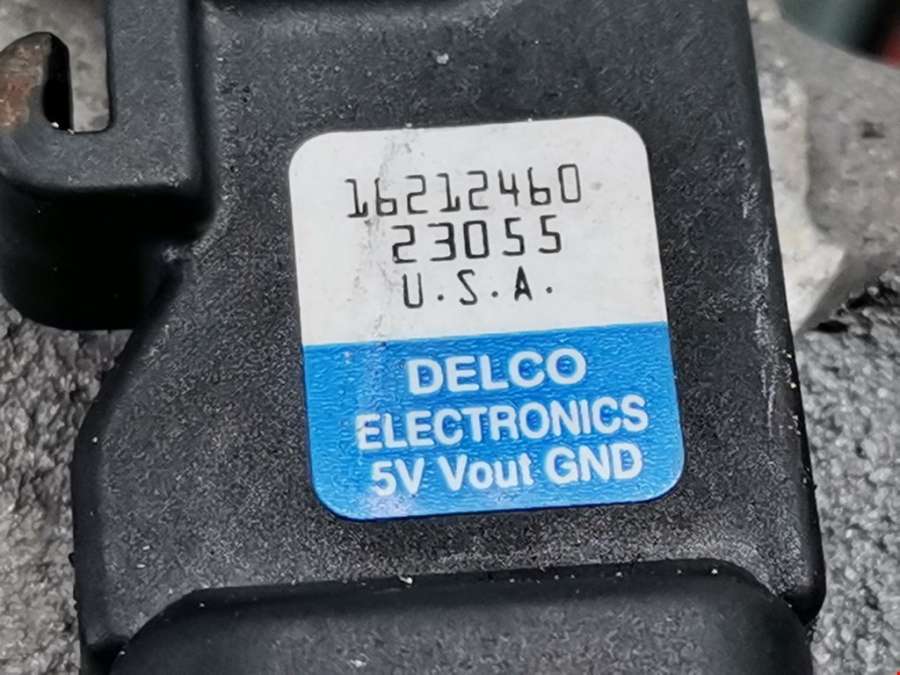 16212460
23055
U.S.A.
DELCO
ELECTRONICS
5V Vout GND